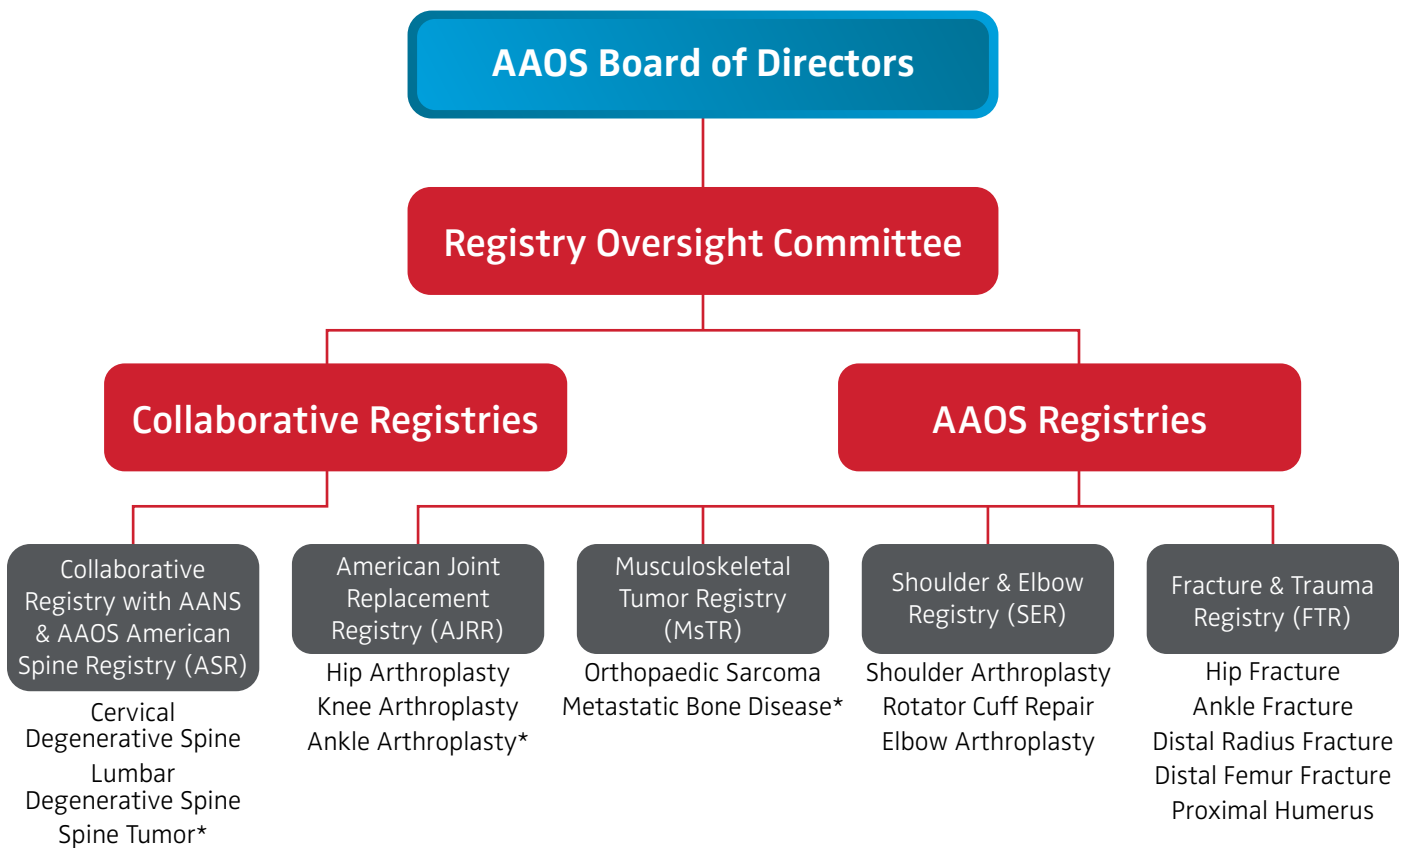 AAOS Board of Directors
Registry Oversight Committee
Collaborative Registries
AAOS Registries
Collaborative
Registry with AANS
& AAOS American
Spine Registry (ASR)
Cervical
Degenerative Spine
Lumbar
Degenerative Spine
Spine Tumor*
American Joint
Replacement
Registry (AJRR)
Hip Arthroplasty
Knee Arthroplasty
Ankle Arthroplasty*
Musculoskeletal
Tumor Registry
(MsTR)
Orthopaedic Sarcoma
Metastatic Bone Disease*
Shoulder & Elbow
Registry (SER)
Shoulder Arthroplasty
Rotator Cuff Repair
Elbow Arthroplasty
Fracture & Trauma
Registry (FTR)
Hip Fracture
Ankle Fracture
Distal Radius Fracture
Distal Femur Fracture
Proximal Humerus